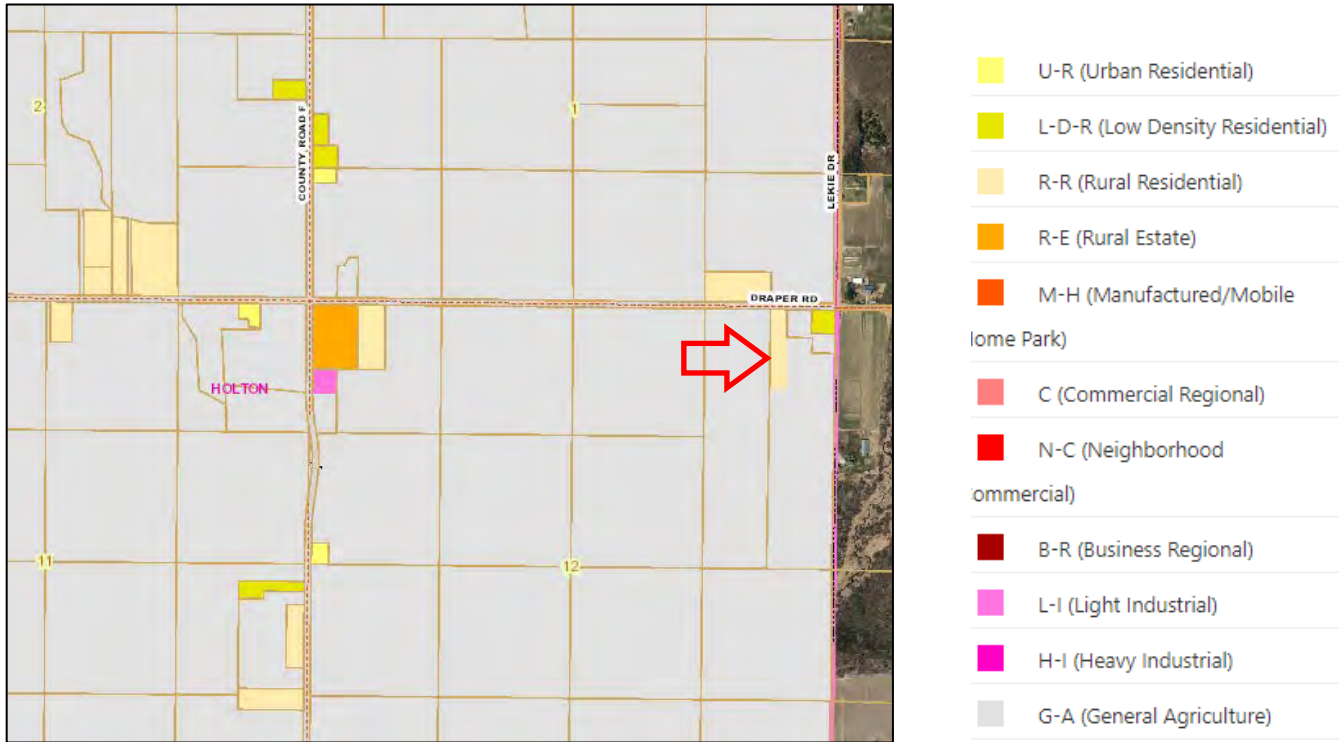 2
1
COUNTY ROAD F
LEKIE DR
DRAPER RD
HOLTON
11
12
U-R (Urban Residential)
L-D-R (Low Density Residential)
R-R (Rural Residential)
R-E (Rural Estate)
M-H (Manufactured/Mobile
ome Park)
C (Commercial Regional)
N-C (Neighborhood
ommercial)
B-R (Business Regional)
L-I (Light Industrial)
H-I (Heavy Industrial)
G-A (General Agriculture)